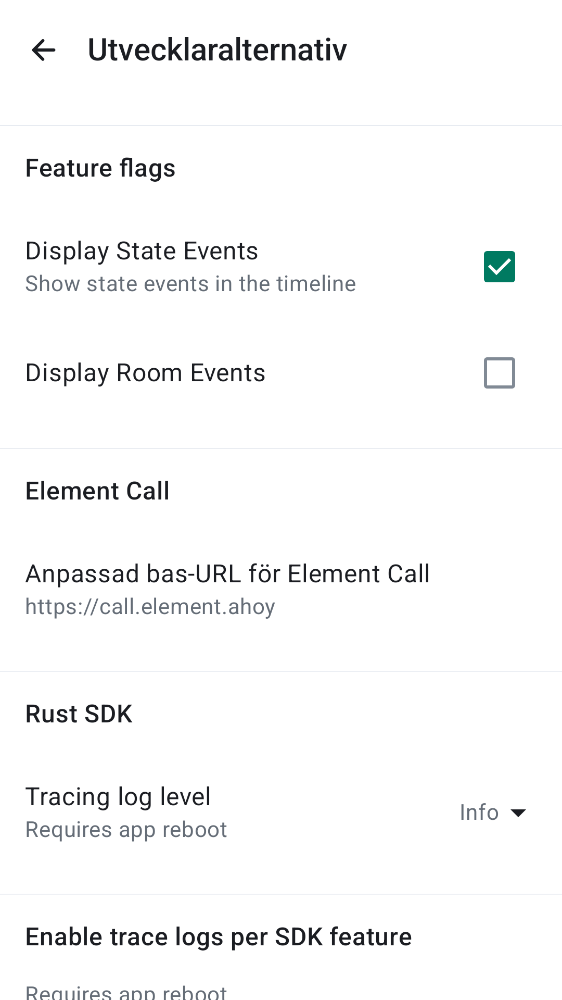 Utvecklaralternativ
Feature flags
Display State Events
Show state events in the timeline
Display Room Events
Element Call
Anpassad bas-URL för Element Call
https://call.element.ahoy
Rust SDK
Tracing log level
Requires app reboot
Info
Enable trace logs per SDK feature
Requires app reboot